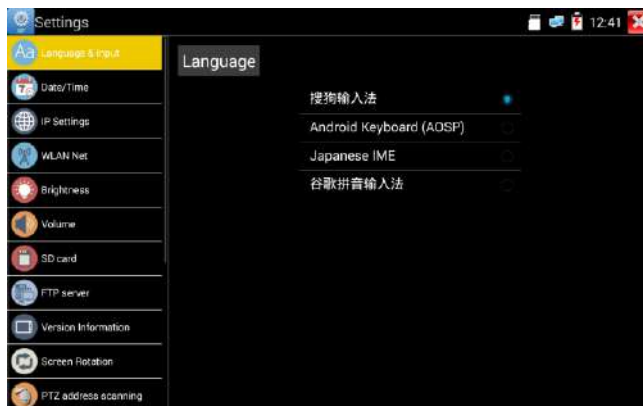 Settings
12:41
Aa Language & input
Date/Time
IP Settings
WLAN Net
Brightness
Volume
SD card
FTP server
Version Information
Screen Rotation
PTZ address scanning
Language
搜狗输入法
Android Keyboard (AOSP)
Japanese IME
谷歌拼音输入法